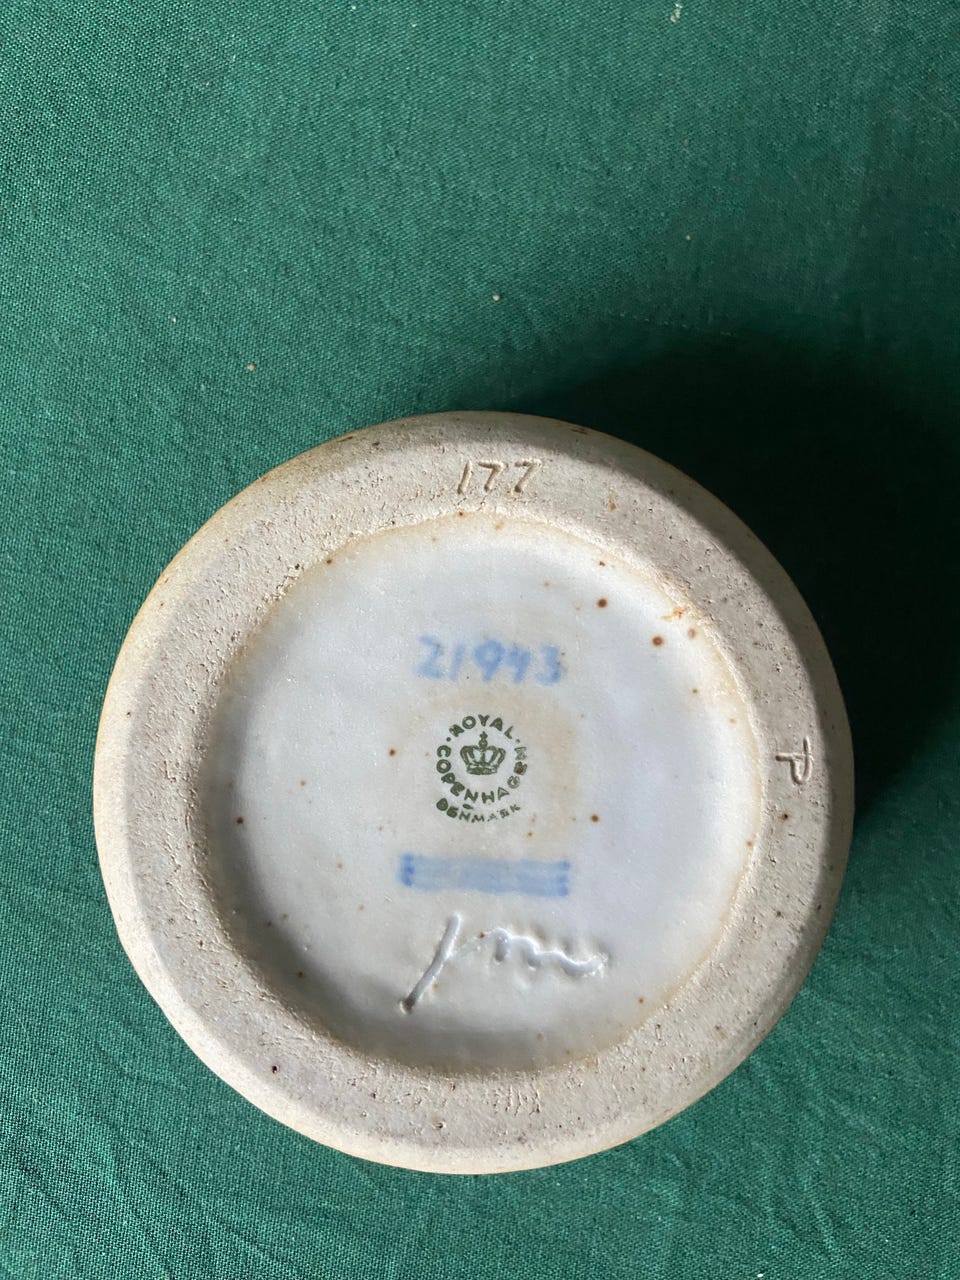 177
21943
ROYAL
COPENHAGEN
DENMARK
P